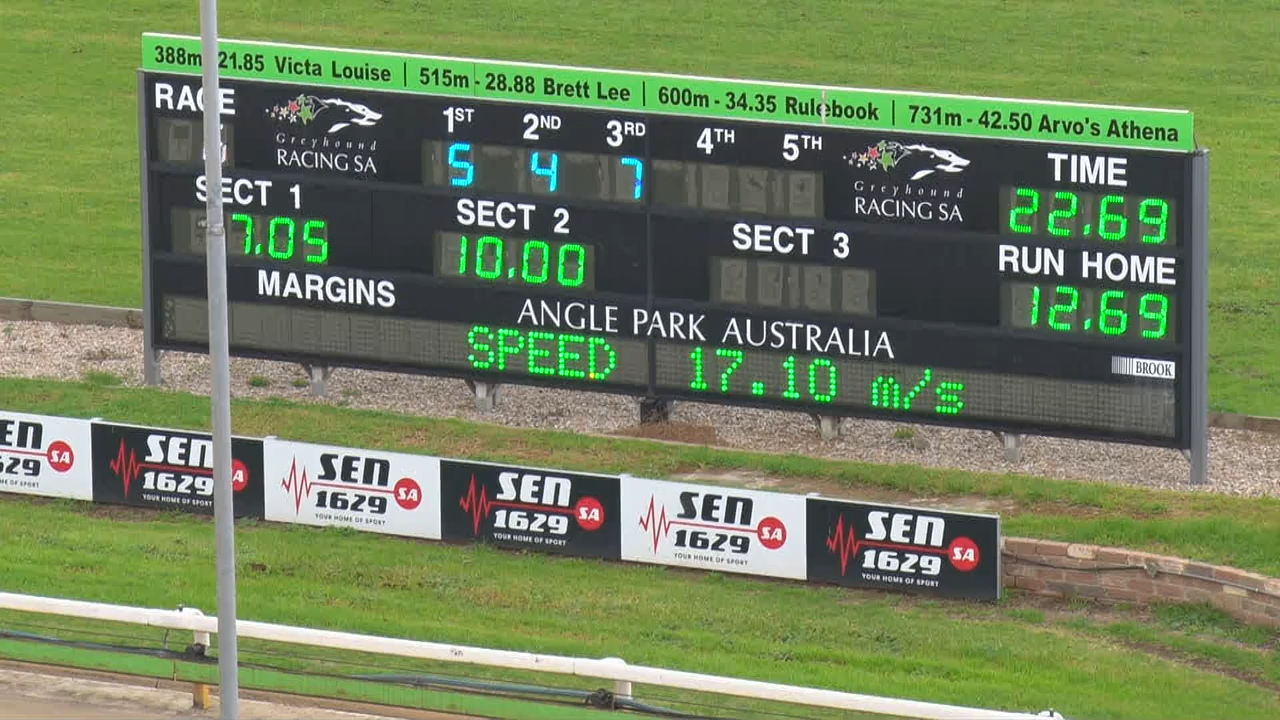 388m 21.85 Victa Louise | 515m - 28.88 Brett Lee | 600m - 34.35 Rulebook | 731m - 42.50 Arvo's Athena
RACE
Greyhound
RACING SA
1ST 2ND 3RD 4TH 5TH
5 4 7
Greyhound
RACING SA
TIME
22.69
SECT 1
7.05
SECT 2
10.00
SECT 3
RUN HOME
12.69
MARGINS
ANGLE PARK AUSTRALIA
SPEED 17.10 m/s
BROOK
EN
629 SA
SEN
1629
YOUR HOME OF SPORT
SEN
1629 SA
YOUR HOME OF SPORT
SEN
1629 SA
YOUR HOME OF SPORT
SEN
1629 SA
YOUR HOME OF SPORT
SEN
1629 SA
YOUR HOME OF SPORT